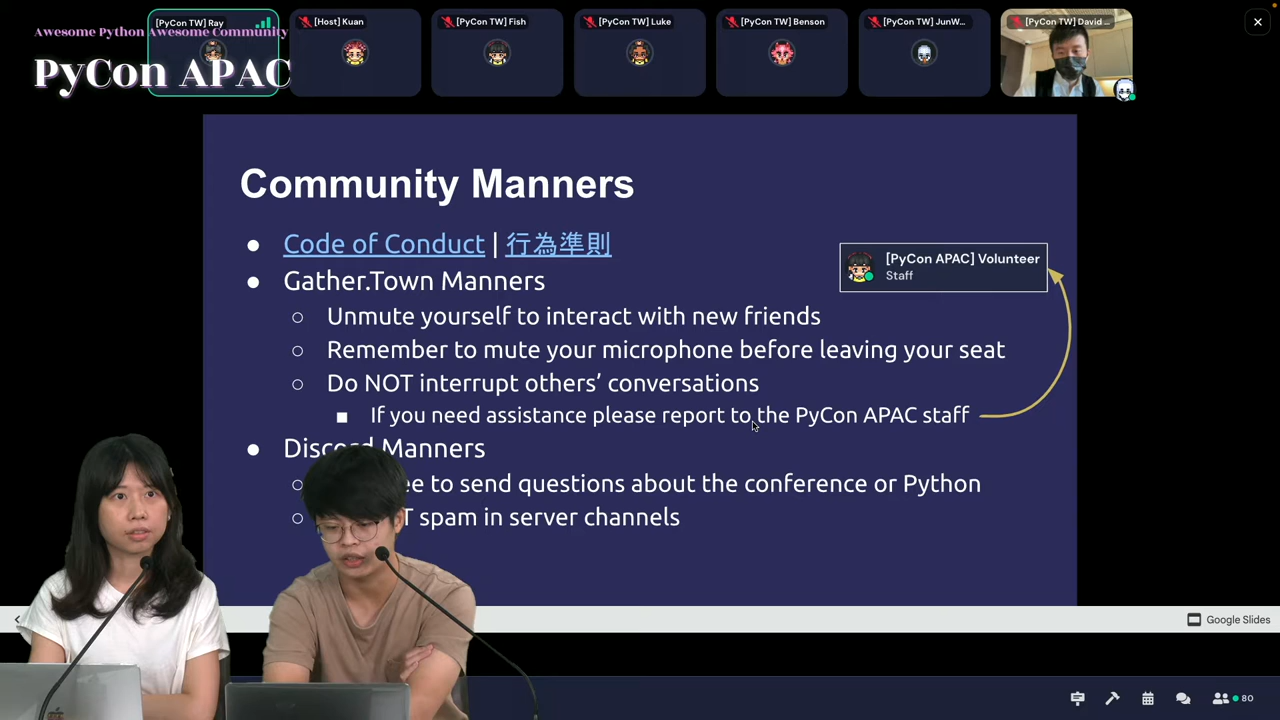 [PyCon TW] Ray
[Host] Kuan
[PyCon TW] Fish
[PyCon TW] Luke
[PyCon TW] Benson
[PyCon TW] JunW...
[PyCon TW] David ...
Awesome Python Awesome Community
PyCon APAC
Community Manners
Code of Conduct | 行為準則
[PyCon APAC] Volunteer
Staff
Gather.Town Manners
Unmute yourself to interact with new friends
Remember to mute your microphone before leaving your seat
Do NOT interrupt others’ conversations
If you need assistance please report to the PyCon APAC staff
Discord Manners
to send questions about the conference or Python
spam in server channels
Google Slides
80